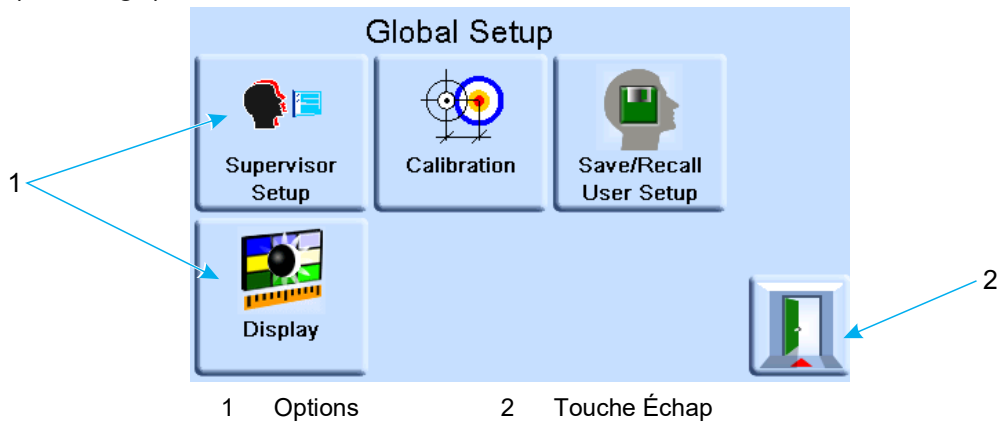 Global Setup
Supervisor
Setup
Calibration
Save/Recall
User Setup
1
Display
2
1 Options 2 Touche Échap